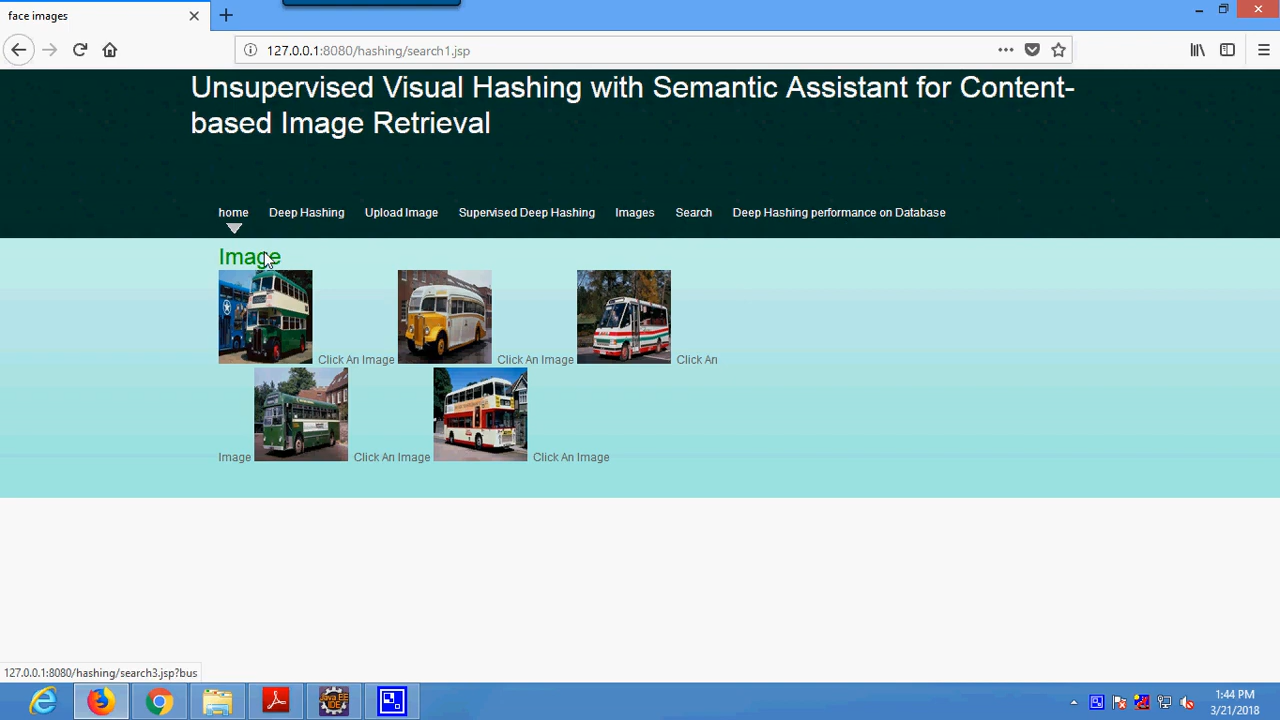 face images
127.0.0.1:8080/hashing/search1.jsp
Unsupervised Visual Hashing with Semantic Assistant for Content-
based Image Retrieval
home Deep Hashing Upload Image Supervised Deep Hashing Images Search Deep Hashing performance on Database
Image
Click An Image Click An Image Click An
Image Click An Image Click An Image
127.0.0.1:8080/hashing/search3.jsp?bus
Java EE
IDE
1:44 PM
3/21/2018